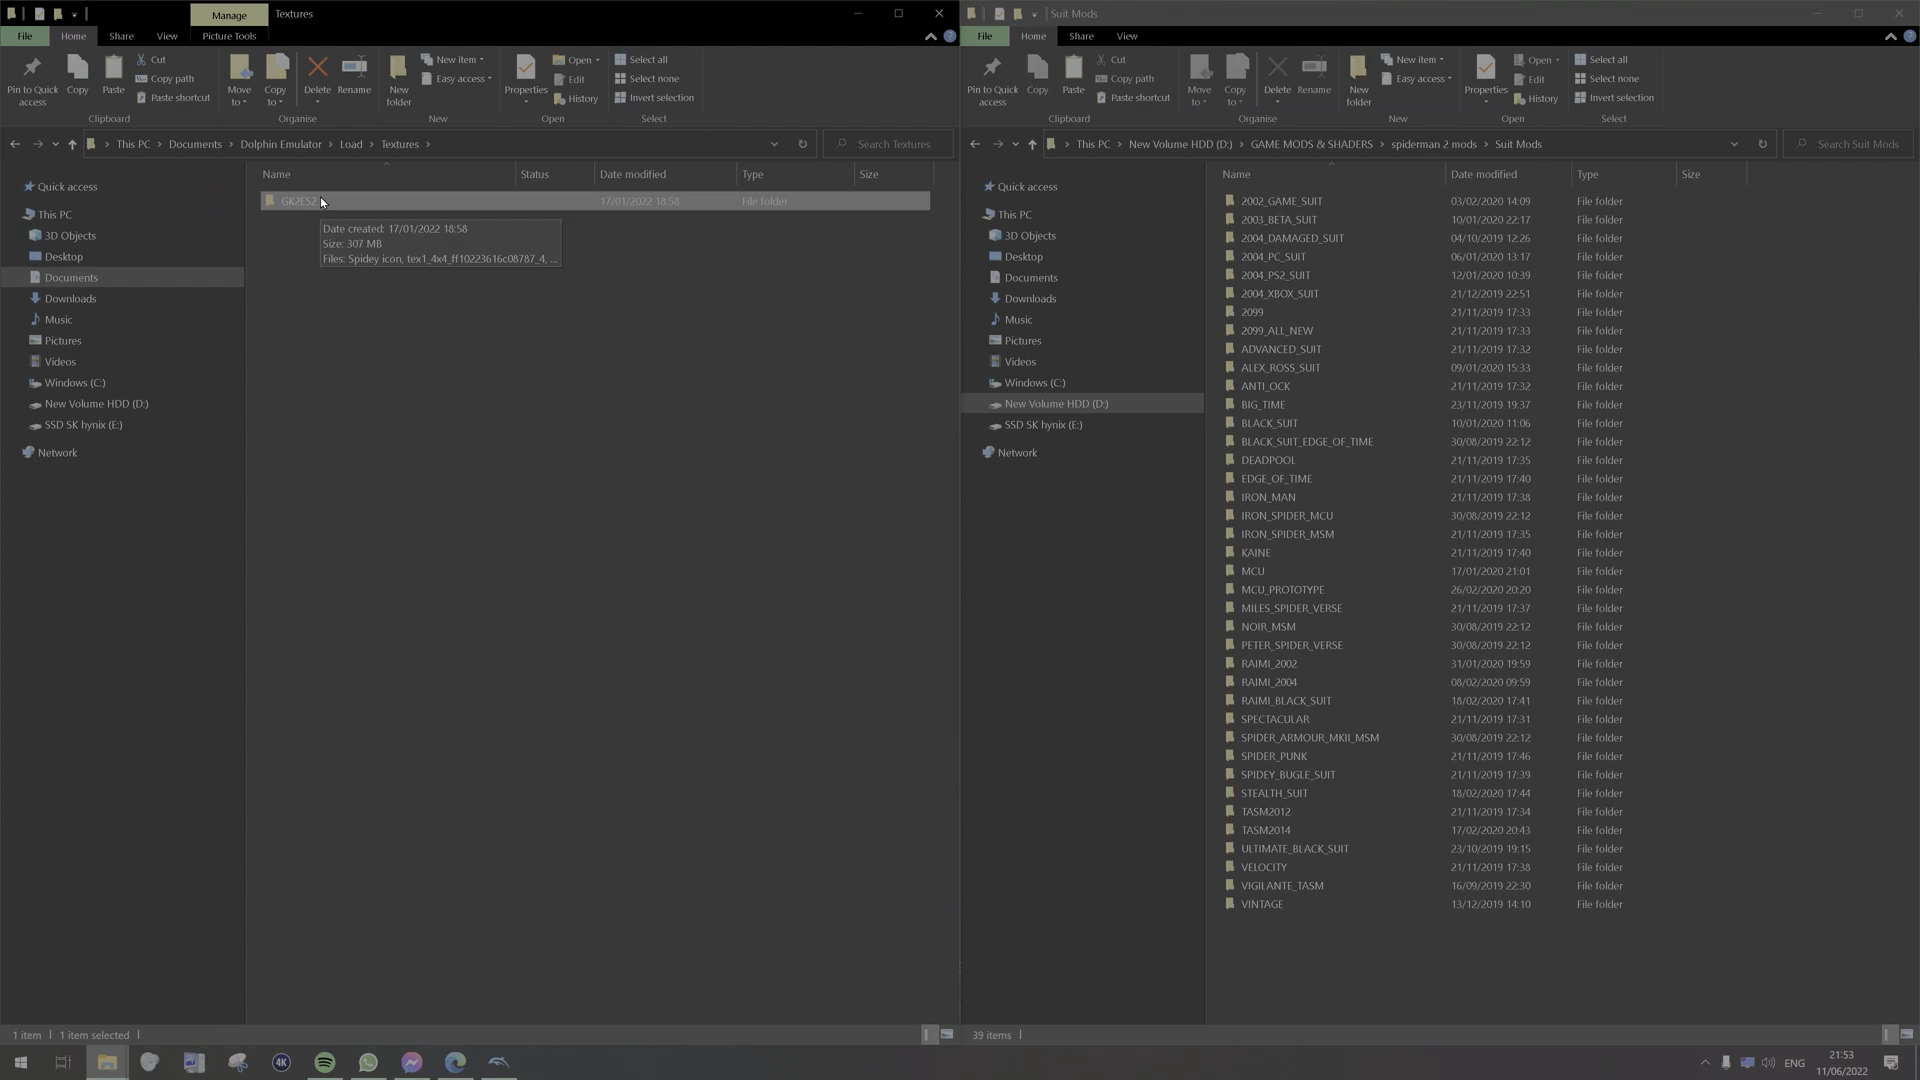 Manage
Textures
File
Home
Share
View
Picture Tools
Pin to Quick access
Copy
Paste
Cut
Copy path
Paste shortcut
Clipboard
Move to
Copy to
Delete
Rename
Organise
New folder
New item
Easy access
New
Properties
Open
Edit
History
Open
Select all
Select none
Invert selection
Select
This PC
Documents
Dolphin Emulator
Load
Textures
Search Textures
Name
Status
Date modified
Type
Size
GK2E52
17/01/2022 18:58
File folder
Date created: 17/01/2022 18:58
Size: 307 MB
Files: Spidey icon, tex1_4x4_ff10223616c08787_4, ...
Quick access
This PC
3D Objects
Desktop
Documents
Downloads
Music
Pictures
Videos
Windows (C:)
New Volume HDD (D:)
SSD SK hynix (E:)
Network
1 item
1 item selected
Suit Mods
File
Home
Share
View
Pin to Quick access
Copy
Paste
Cut
Copy path
Paste shortcut
Clipboard
Move to
Copy to
Delete
Rename
Organise
New folder
New item
Easy access
New
Properties
Open
Edit
History
Open
Select all
Select none
Invert selection
Select
This PC
New Volume HDD (D:)
GAME MODS & SHADERS
spiderman 2 mods
Suit Mods
Search Suit Mods
Quick access
This PC
3D Objects
Desktop
Documents
Downloads
Music
Pictures
Videos
Windows (C:)
New Volume HDD (D:)
SSD SK hynix (E:)
Network
Name Date modified Type Size
2002_GAME_SUIT 03/02/2020 14:09 File folder
2003_BETA_SUIT 10/01/2020 22:17 File folder
2004_DAMAGED_SUIT 04/10/2019 12:26 File folder
2004_PC_SUIT 06/01/2020 13:17 File folder
2004_PS2_SUIT 12/01/2020 10:39 File folder
2004_XBOX_SUIT 21/12/2019 22:51 File folder
2099 21/11/2019 17:33 File folder
2099_ALL_NEW 21/11/2019 17:33 File folder
ADVANCED_SUIT 21/11/2019 17:32 File folder
ALEX_ROSS_SUIT 09/01/2020 15:33 File folder
ANTI_OCK 21/11/2019 17:32 File folder
BIG_TIME 23/11/2019 19:37 File folder
BLACK_SUIT 10/01/2020 11:06 File folder
BLACK_SUIT_EDGE_OF_TIME 30/08/2019 22:12 File folder
DEADPOOL 21/11/2019 17:35 File folder
EDGE_OF_TIME 21/11/2019 17:40 File folder
IRON_MAN 21/11/2019 17:38 File folder
IRON_SPIDER_MCU 30/08/2019 22:12 File folder
IRON_SPIDER_MSM 21/11/2019 17:35 File folder
KAINE 21/11/2019 17:40 File folder
MCU 17/01/2020 21:01 File folder
MCU_PROTOTYPE 26/02/2020 20:20 File folder
MILES_SPIDER_VERSE 21/11/2019 17:37 File folder
NOIR_MSM 30/08/2019 22:12 File folder
PETER_SPIDER_VERSE 30/08/2019 22:12 File folder
RAIMI_2002 31/01/2020 19:59 File folder
RAIMI_2004 08/02/2020 09:59 File folder
RAIMI_BLACK_SUIT 18/02/2020 17:41 File folder
SPECTACULAR 21/11/2019 17:31 File folder
SPIDER_ARMOUR_MKII_MSM 30/08/2019 22:12 File folder
SPIDER_PUNK 21/11/2019 17:46 File folder
SPIDEY_BUGLE_SUIT 21/11/2019 17:39 File folder
STEALTH_SUIT 18/02/2020 17:44 File folder
TASM2012 21/11/2019 17:34 File folder
TASM2014 17/02/2020 20:43 File folder
ULTIMATE_BLACK_SUIT 23/10/2019 19:15 File folder
VELOCITY 21/11/2019 17:38 File folder
VIGILANTE_TASM 16/09/2019 22:30 File folder
VINTAGE 13/12/2019 14:10 File folder
39 items
4K
ENG
21:53
11/06/2022